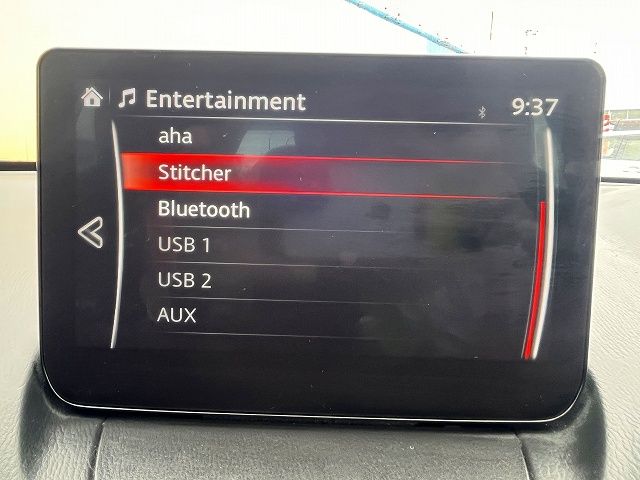 Entertainment 9:37
aha
Stitcher
Bluetooth
USB 1
USB 2
AUX